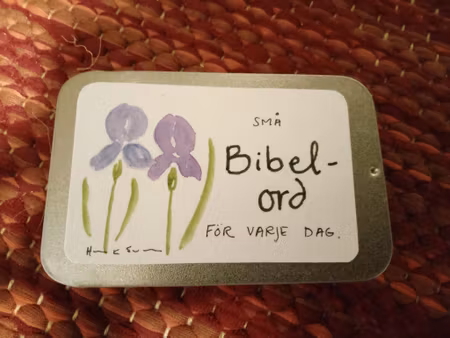 SMÅ
Bibel-
ord
FÖR VARJE DAG.